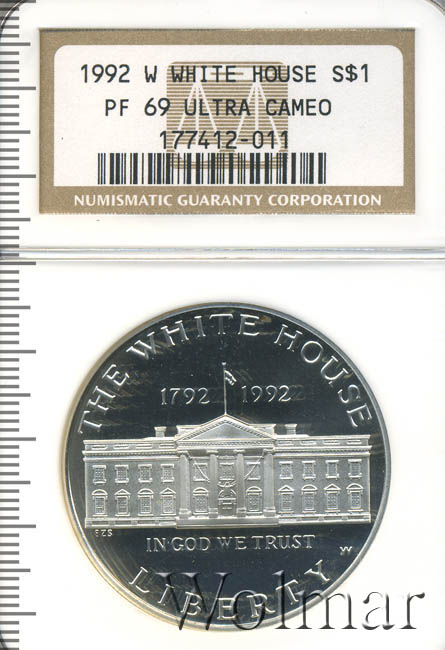 1992 W WHITE HOUSE S$1
PF 69 ULTRA CAMEO
177412-011
NUMISMATIC GUARANTY CORPORATION
THE WHITE HOUSE
1792 1992
EZS
IN GOD WE TRUST
W
LIBERTY
Wolmar